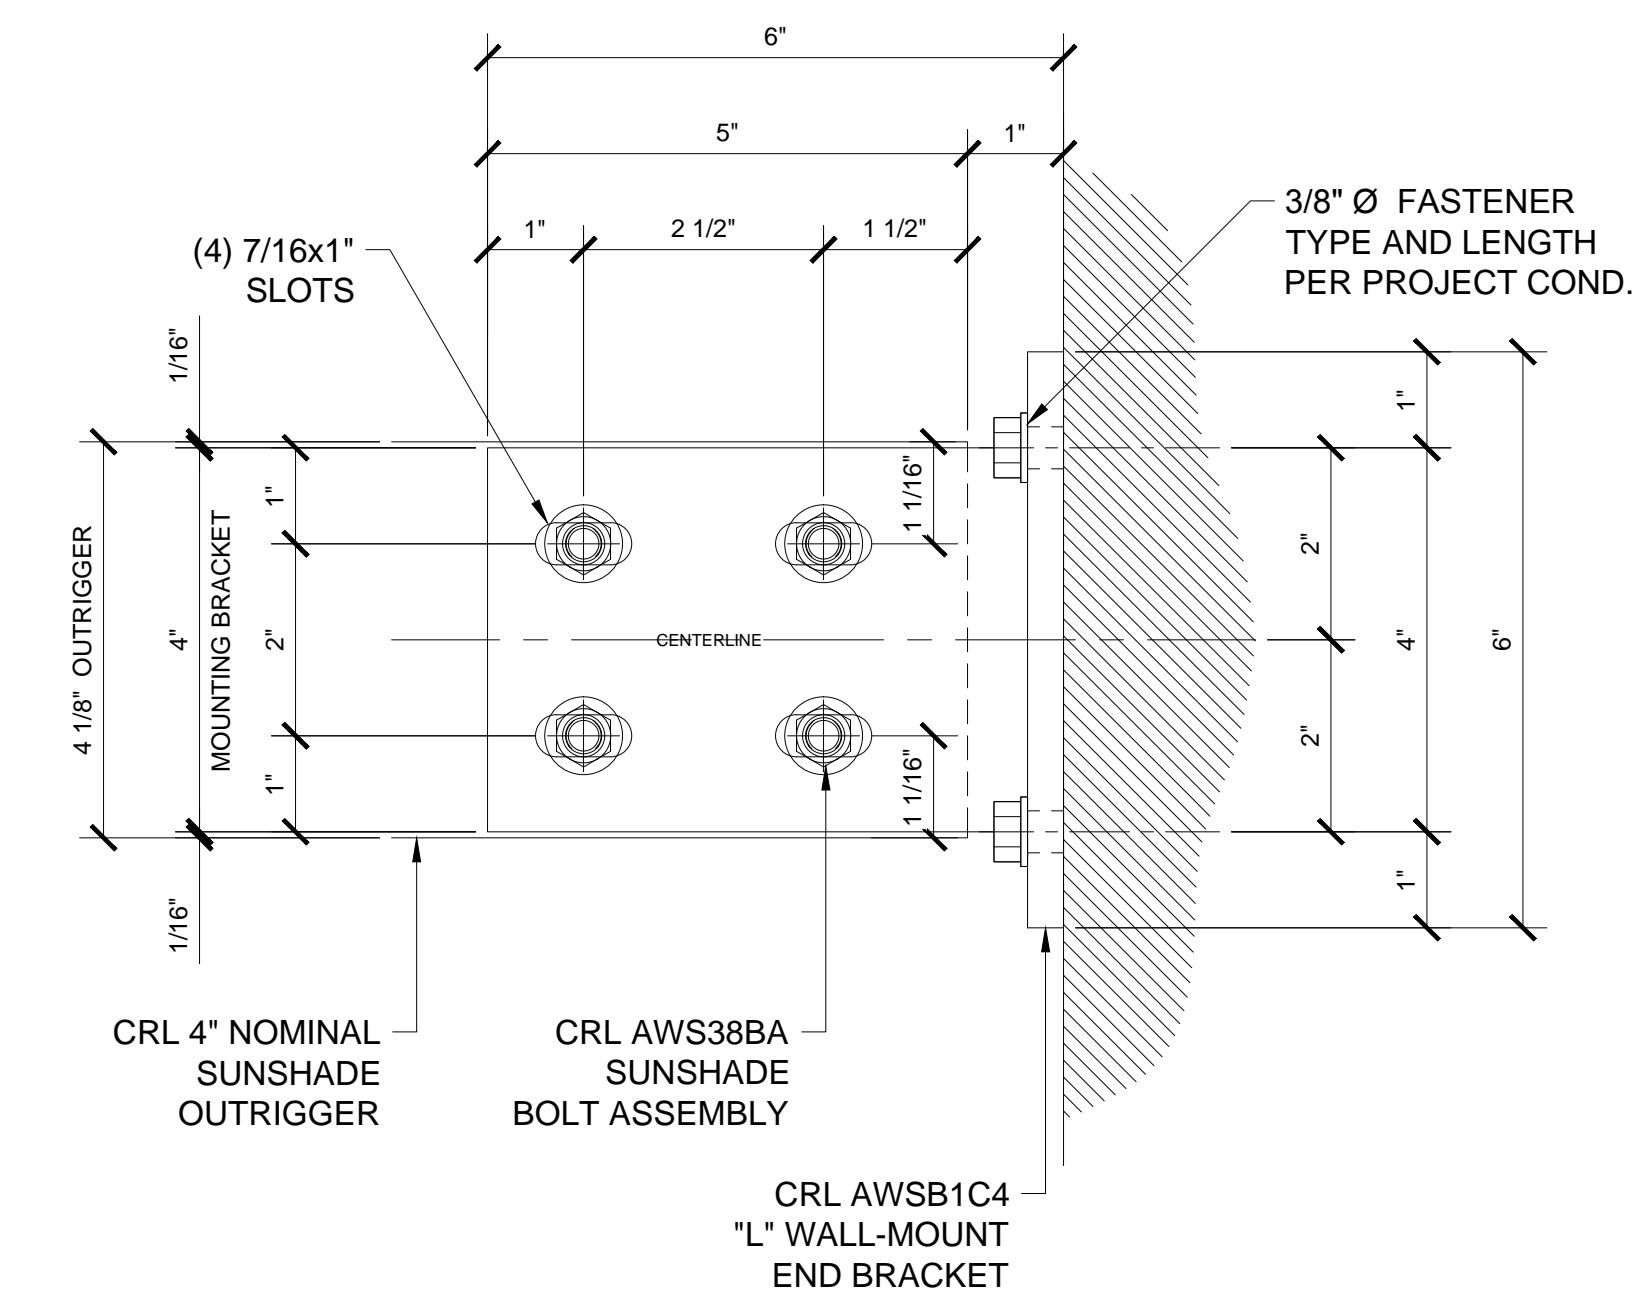 6"
5"
1"
1"
2 1/2"
1 1/2"
(4) 7/16x1"
SLOTS
3/8" Ø FASTENER
TYPE AND LENGTH
PER PROJECT COND.
1/16"
1"
1"
1 1/16"
4 1/8" OUTRIGGER
4"
MOUNTING BRACKET
2"
CENTERLINE
2"
4"
6"
2"
1"
1 1/16"
1"
1/16"
CRL 4" NOMINAL
SUNSHADE
OUTRIGGER
CRL AWS38BA
SUNSHADE
BOLT ASSEMBLY
CRL AWSB1C4
"L" WALL-MOUNT
END BRACKET